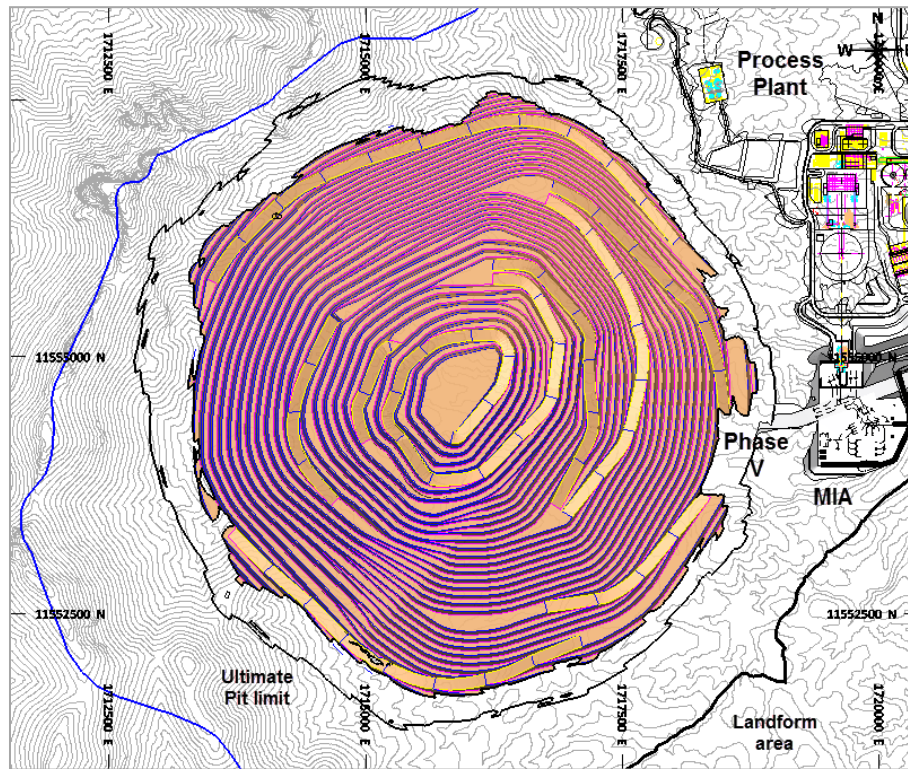 1712500 E
1715000 E
1717500 E
N
W
Process
Plant
11555000 N
Phase
V
MIA
11552500 N
11552500 N
Ultimate
Pit limit
1712500 E
1715000 E
1717500 E
1720000 E
Landform
area